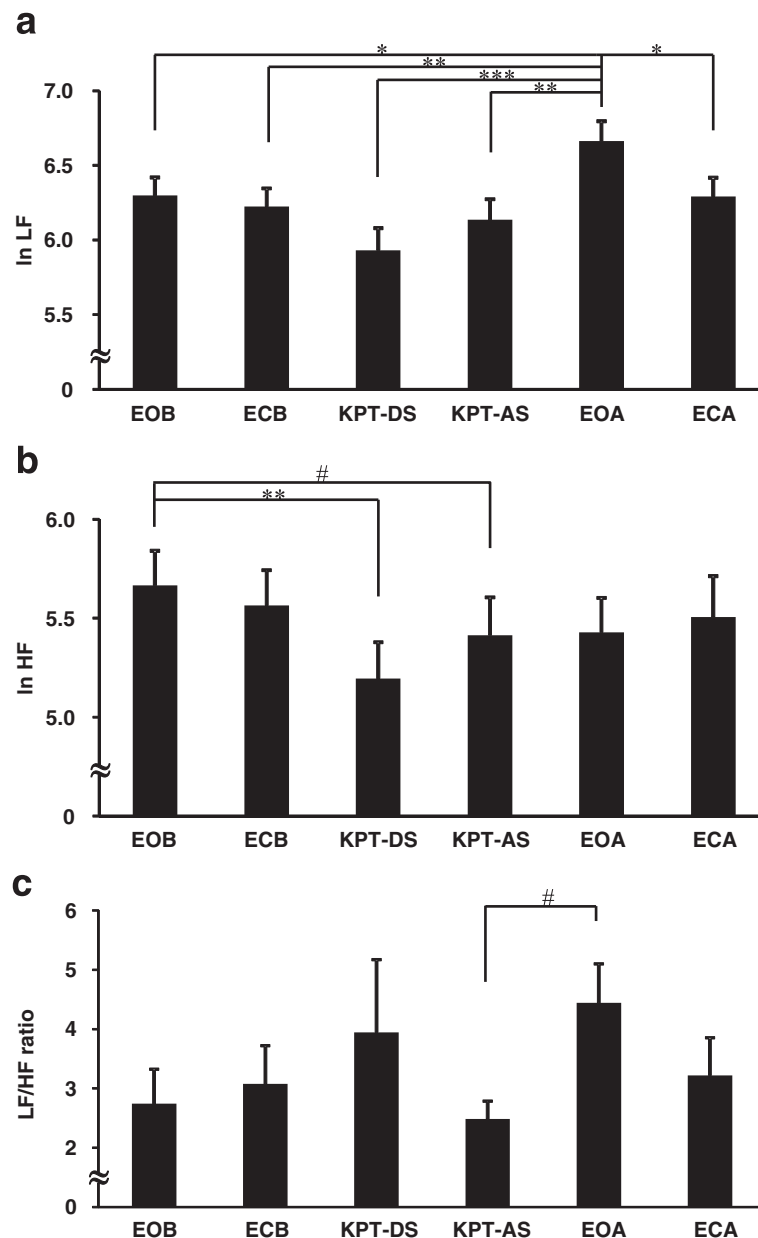 a
* *
**
***
**
7.0
6.5
6.0
5.5
0
ln LF
EOB ECB KPT-DS KPT-AS EOA ECA
b
#
**
6.0
5.5
5.0
0
ln HF
EOB ECB KPT-DS KPT-AS EOA ECA
c
#
6
5
4
3
2
0
LF/HF ratio
EOB ECB KPT-DS KPT-AS EOA ECA